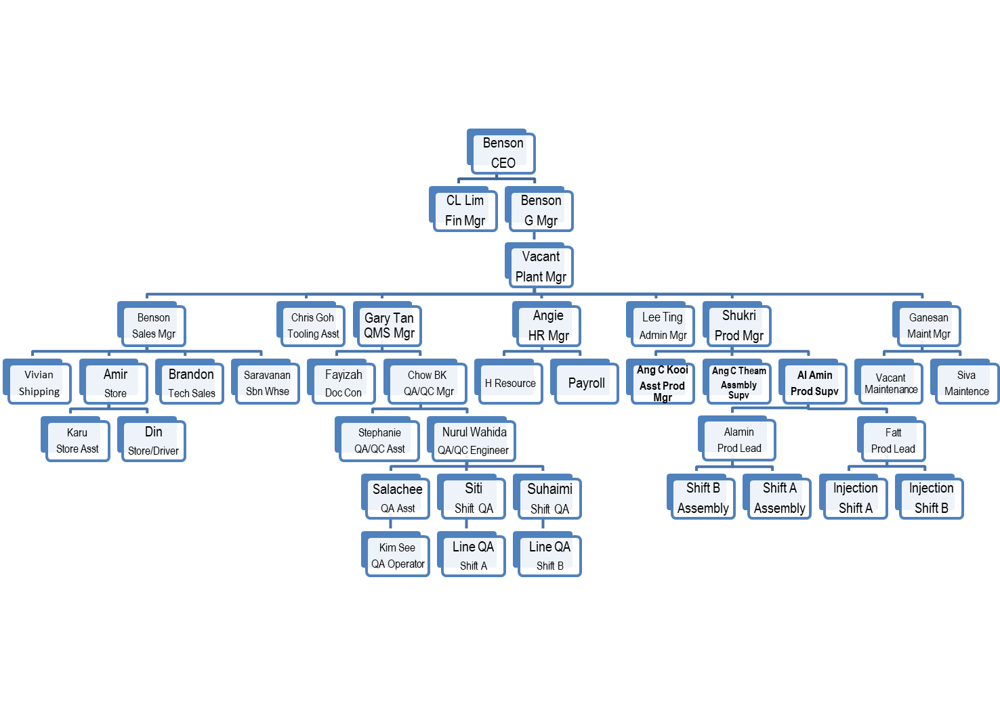 Benson
CEO
CL Lim
Fin Mgr
Benson
G Mgr
Vacant
Plant Mgr
Benson
Sales Mgr
Chris Goh
Tooling Asst
Gary Tan
QMS Mgr
Angie
HR Mgr
Lee Ting
Admin Mgr
Shukri
Prod Mgr
Ganesan
Maint Mgr
Vivian
Shipping
Amir
Store
Brandon
Tech Sales
Saravanan
Sbn Whse
Fayizah
Doc Con
Chow BK
QA/QC Mgr
H Resource
Payroll
Ang C Kooi
Asst Prod
Mgr
Ang C Theam
Assmbly
Supv
Al Amin
Prod Supv
Vacant
Maintenance
Siva
Maintence
Karu
Store Asst
Din
Store/Driver
Stephanie
QA/QC Asst
Nurul Wahida
QA/QC Engineer
Alamin
Prod Lead
Fatt
Prod Lead
Salachee
QA Asst
Siti
Shift QA
Suhaimi
Shift QA
Shift B
Assembly
Shift A
Assembly
Injection
Shift A
Injection
Shift B
Kim See
QA Operator
Line QA
Shift A
Line QA
Shift B